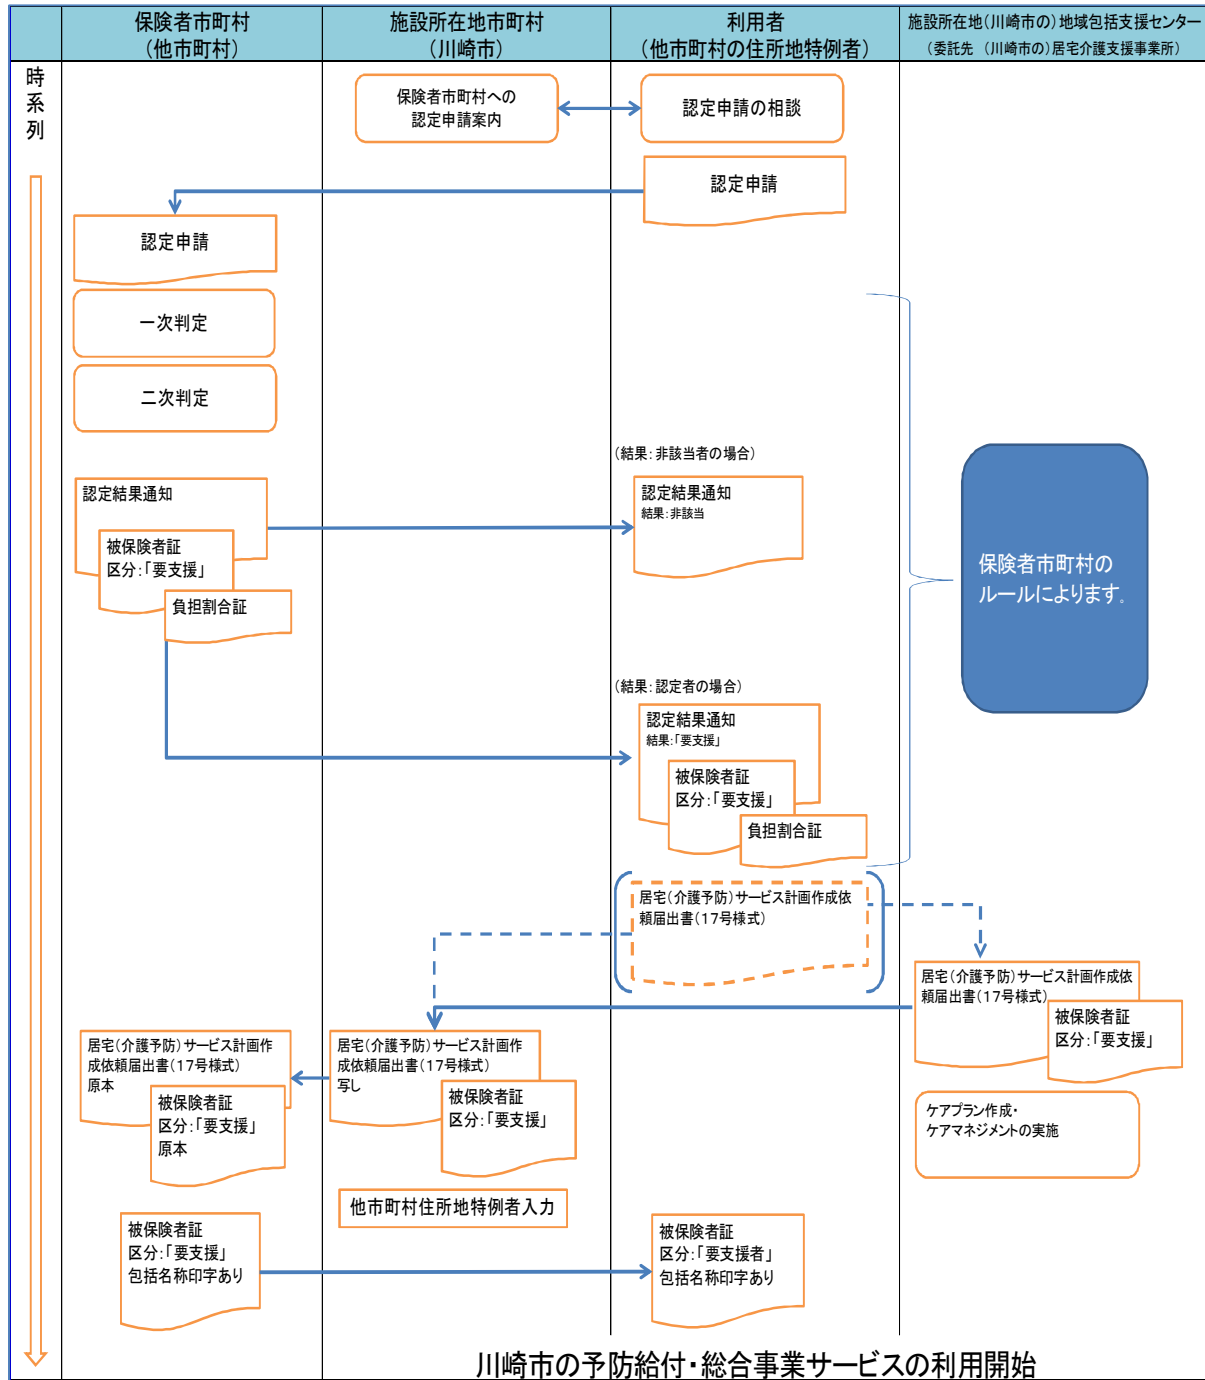 保険者市町村
(他市町村)
施設所在地市町村
(川崎市)
利用者
(他市町村の住所地特例者)
施設所在地(川崎市の)地域包括支援センター
(委託先 (川崎市の)居宅介護支援事業所)
時系列
保険者市町村への
認定申請案内
認定申請の相談
認定申請
認定申請
一次判定
二次判定
(結果:非該当者の場合)
認定結果通知
結果:非該当
認定結果通知
被保険者証
区分:「要支援」
負担割合証
保険者市町村の
ルールによります。
(結果:認定者の場合)
認定結果通知
結果:「要支援」
被保険者証
区分:「要支援」
負担割合証
居宅(介護予防)サービス計画作成依
頼届出書(17号様式)
居宅(介護予防)サービス計画作成依
頼届出書(17号様式)
被保険者証
区分:「要支援」
居宅(介護予防)サービス計画作
成依頼届出書(17号様式)
原本
被保険者証
区分:「要支援」
原本
居宅(介護予防)サービス計画作
成依頼届出書(17号様式)
写し
被保険者証
区分:「要支援」
ケアプラン作成・
ケアマネジメントの実施
他市町村住所地特例者入力
被保険者証
区分:「要支援」
包括名称印字あり
被保険者証
区分:「要支援者」
包括名称印字あり
川崎市の予防給付・総合事業サービスの利用開始